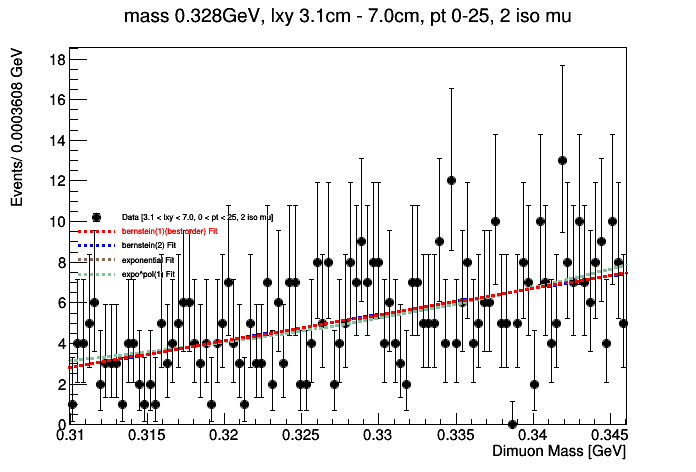 mass 0.328GeV, lxy 3.1cm - 7.0cm, pt 0-25, 2 iso mu
Events/ 0.0003608 GeV
18
16
14
12
10
8
6
4
2
0
Data [3.1 < lxy < 7.0, 0 < pt < 25, 2 iso mu]
bernstein(1)(best order) Fit
bernstein(2) Fit
exponential Fit
expo*pol(1) Fit
0.31 0.315 0.32 0.325 0.33 0.335 0.34 0.345
Dimuon Mass [GeV]